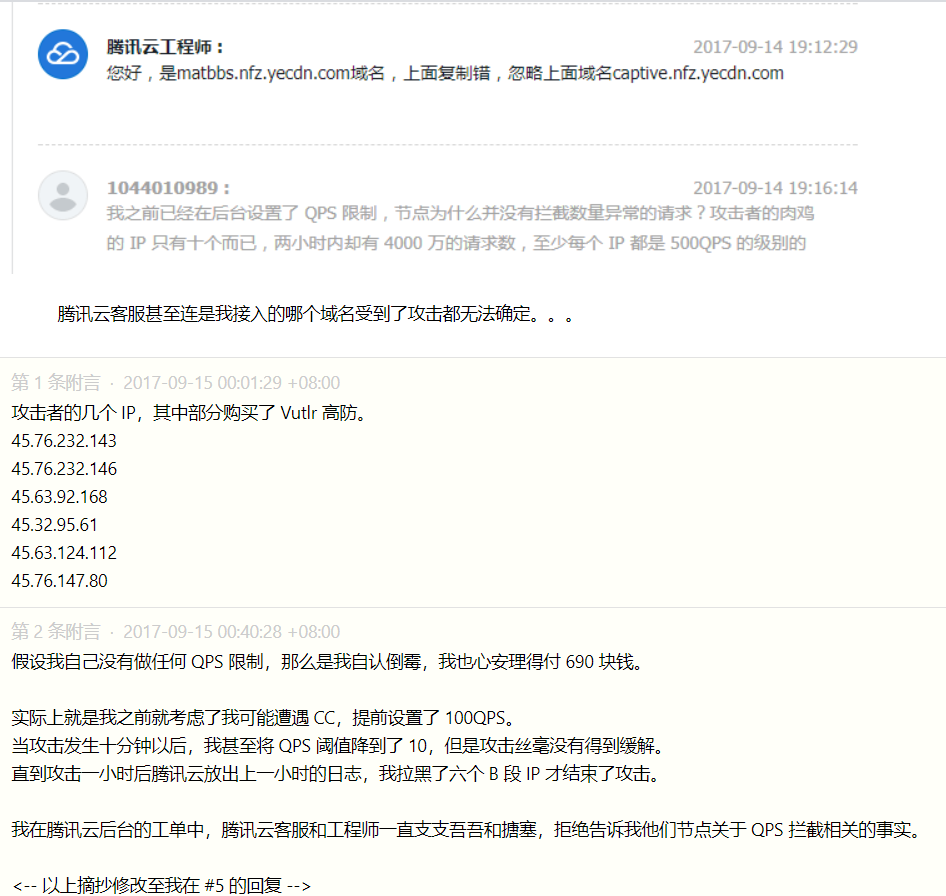 腾讯云工程师：
2017-09-14 19:12:29
您好，是matbbs.nfz.yecdn.com域名，上面复制错，忽略上面域名captive.nfz.yecdn.com
1044010989：
2017-09-14 19:16:14
我之前已经在后台设置了 QPS 限制，节点为什么并没有拦截数量异常的请求？攻击者的肉鸡
的 IP 只有十个而已，两小时内却有 4000 万的请求数，至少每个 IP 都是 500QPS 的级别的
腾讯云客服甚至连是我接入的哪个域名受到了攻击都无法确定。。。
第 1 条附言 · 2017-09-15 00:01:29 +08:00
攻击者的几个 IP，其中部分购买了 Vutlr 高防。
45.76.232.143
45.76.232.146
45.63.92.168
45.32.95.61
45.63.124.112
45.76.147.80
第 2 条附言 · 2017-09-15 00:40:28 +08:00
假设我自己没有做任何 QPS 限制，那么是我自认倒霉，我也心安理得付 690 块钱。
实际上就是我之前就考虑了我可能遭遇 CC，提前设置了 100QPS。
当攻击发生十分钟以后，我甚至将 QPS 阈值降到了 10，但是攻击丝毫没有得到缓解。
直到攻击一小时后腾讯云放出上一小时的日志，我拉黑了六个 B 段 IP 才结束了攻击。
我在腾讯云后台的工单中，腾讯云客服和工程师一直支支吾吾和搪塞，拒绝告诉我他们节点关于 QPS 拦截相关的事实。
<-- 以上摘抄修改至我在 #5 的回复 -->